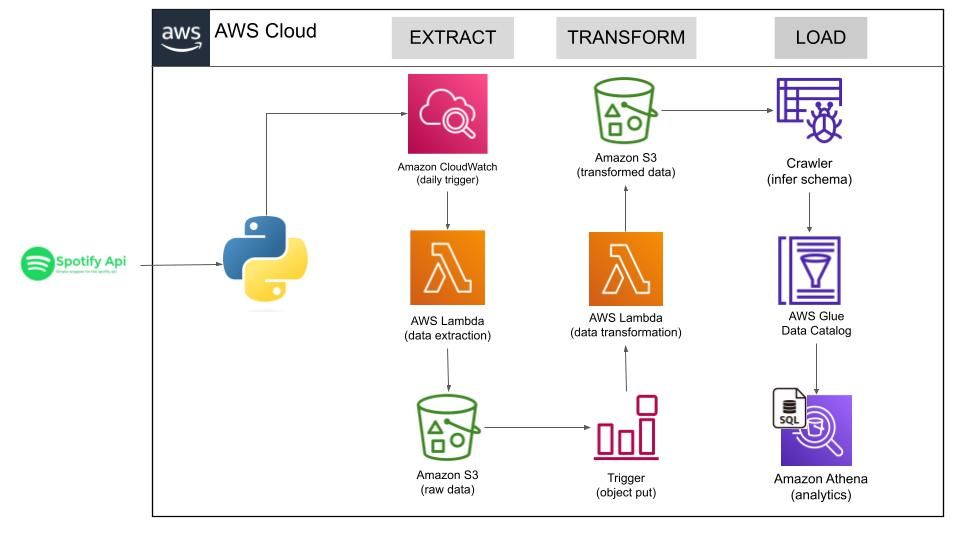 aws
AWS Cloud
EXTRACT
TRANSFORM
LOAD
Amazon CloudWatch
(daily trigger)
Amazon S3
(transformed data)
Crawler
(infer schema)
Spotify Api
AWS Lambda
(data extraction)
AWS Lambda
(data transformation)
AWS Glue
Data Catalog
SQL
Amazon S3
(raw data)
Trigger
(object put)
Amazon Athena
(analytics)